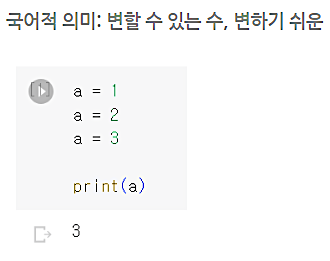 국어적 의미: 변할 수 있는 수, 변하기 쉬운
a = 1
a = 2
a = 3
print(a)
3